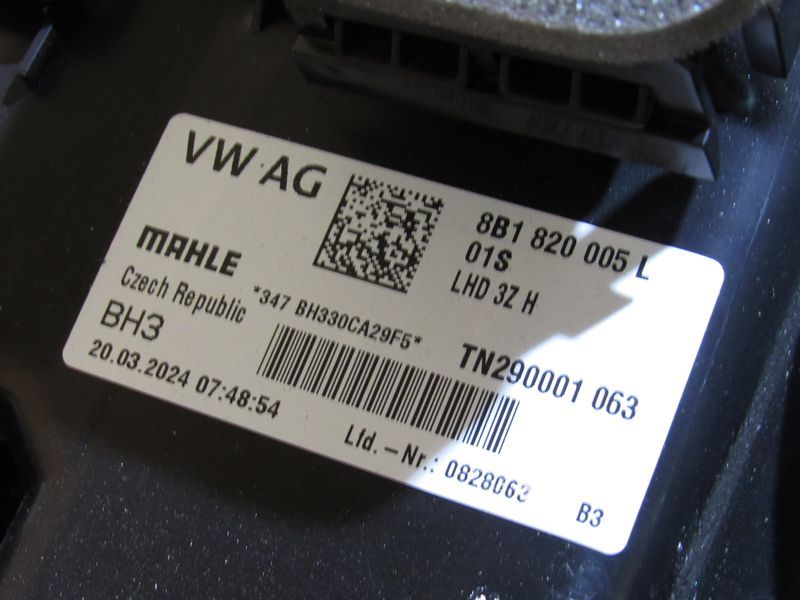 VW AG
8B1 820 005 L
01S
LHD 3Z H
MAHLE
Czech Republic
*347 BH330CA29F5*
BH3
TN290001 063
20.03.2024 07:48:54
Lfd.-Nr.: 0828063
B3